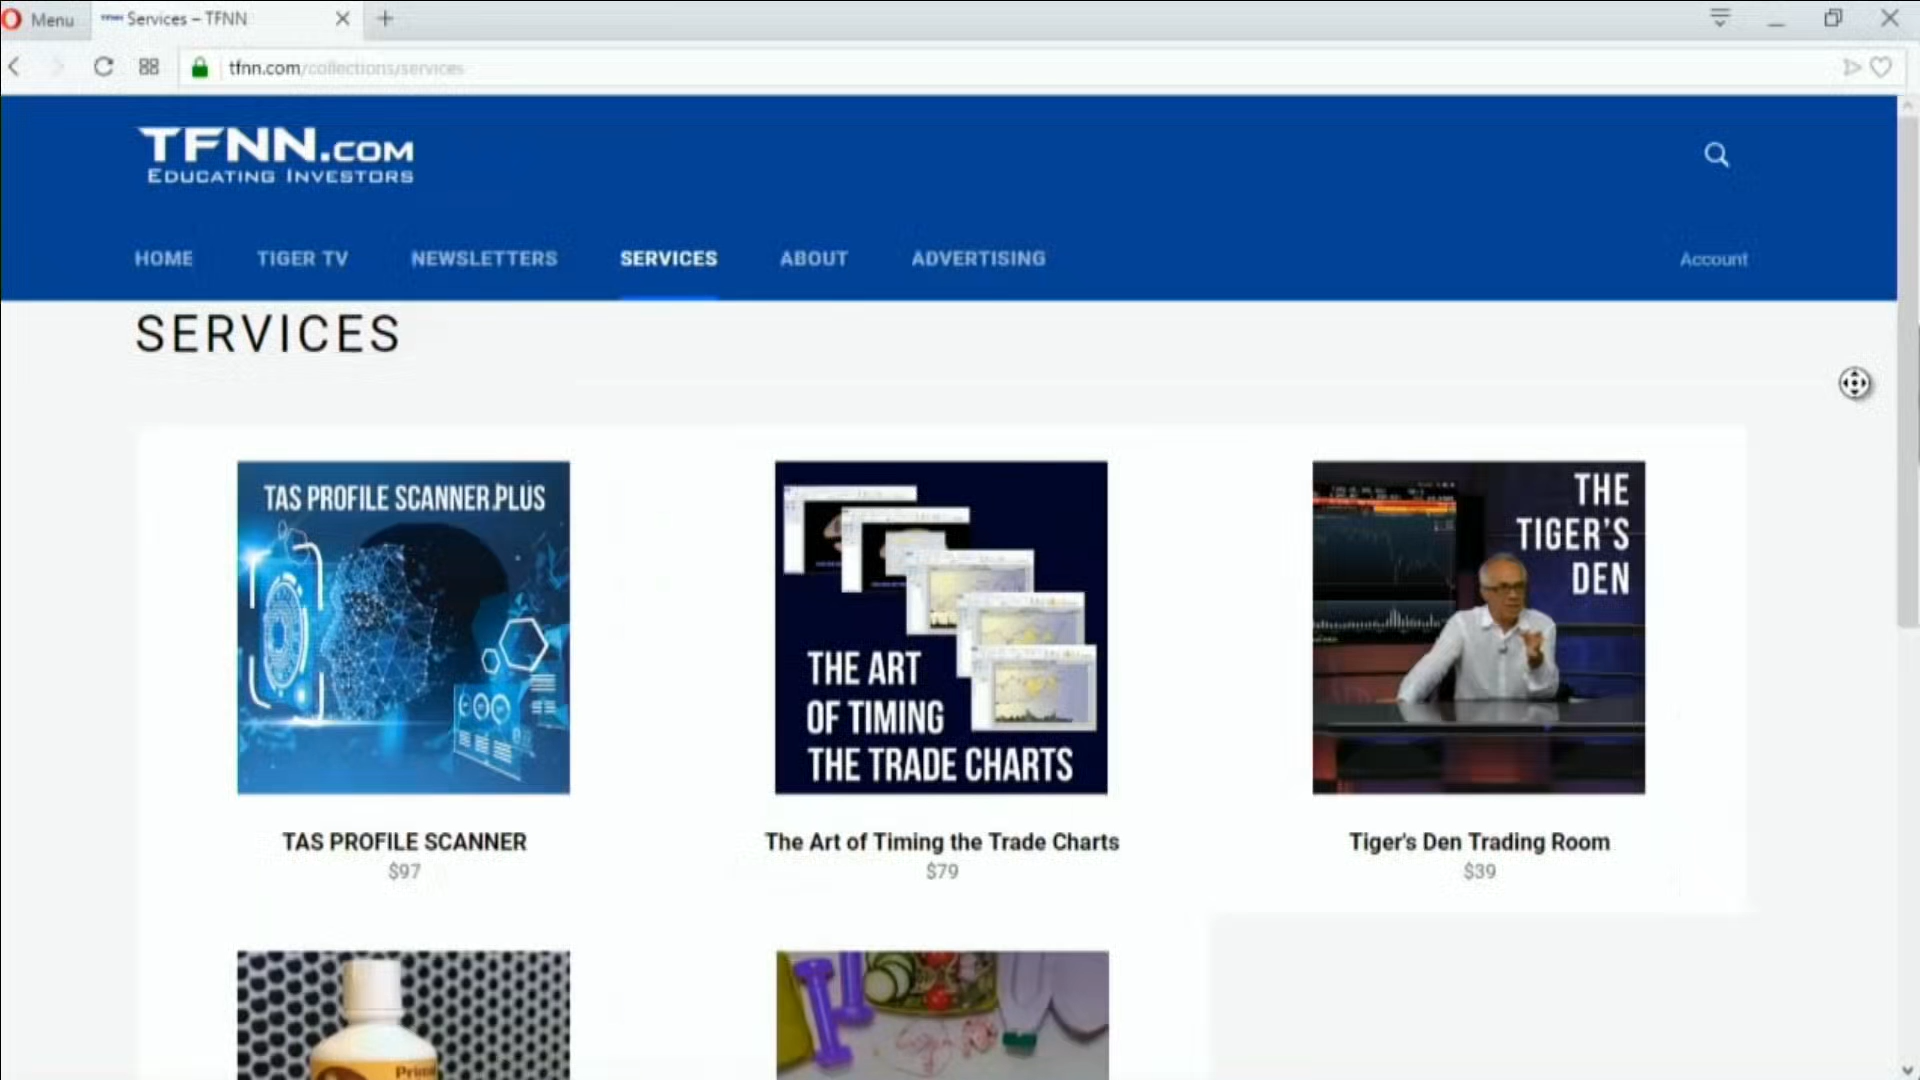 Menu
Services – TFNN
tfnn.com/collections/services
TFNN.COM
EDUCATING INVESTORS
HOME TIGER TV NEWSLETTERS SERVICES ABOUT ADVERTISING Account
SERVICES
TAS PROFILE SCANNER PLUS
THE ART
OF TIMING
THE TRADE CHARTS
THE
TIGER'S
DEN
TAS PROFILE SCANNER
$97
The Art of Timing the Trade Charts
$79
Tiger's Den Trading Room
$39